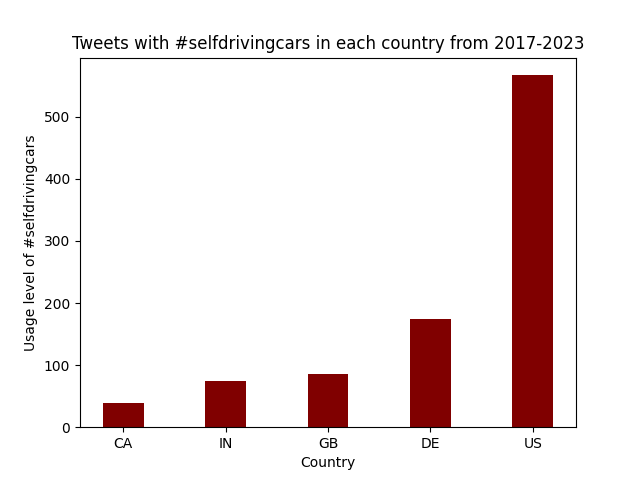 Tweets with #selfdrivingcars in each country from 2017-2023
Usage level of #selfdrivingcars
500
400
300
200
100
0
CA IN GB DE US
Country